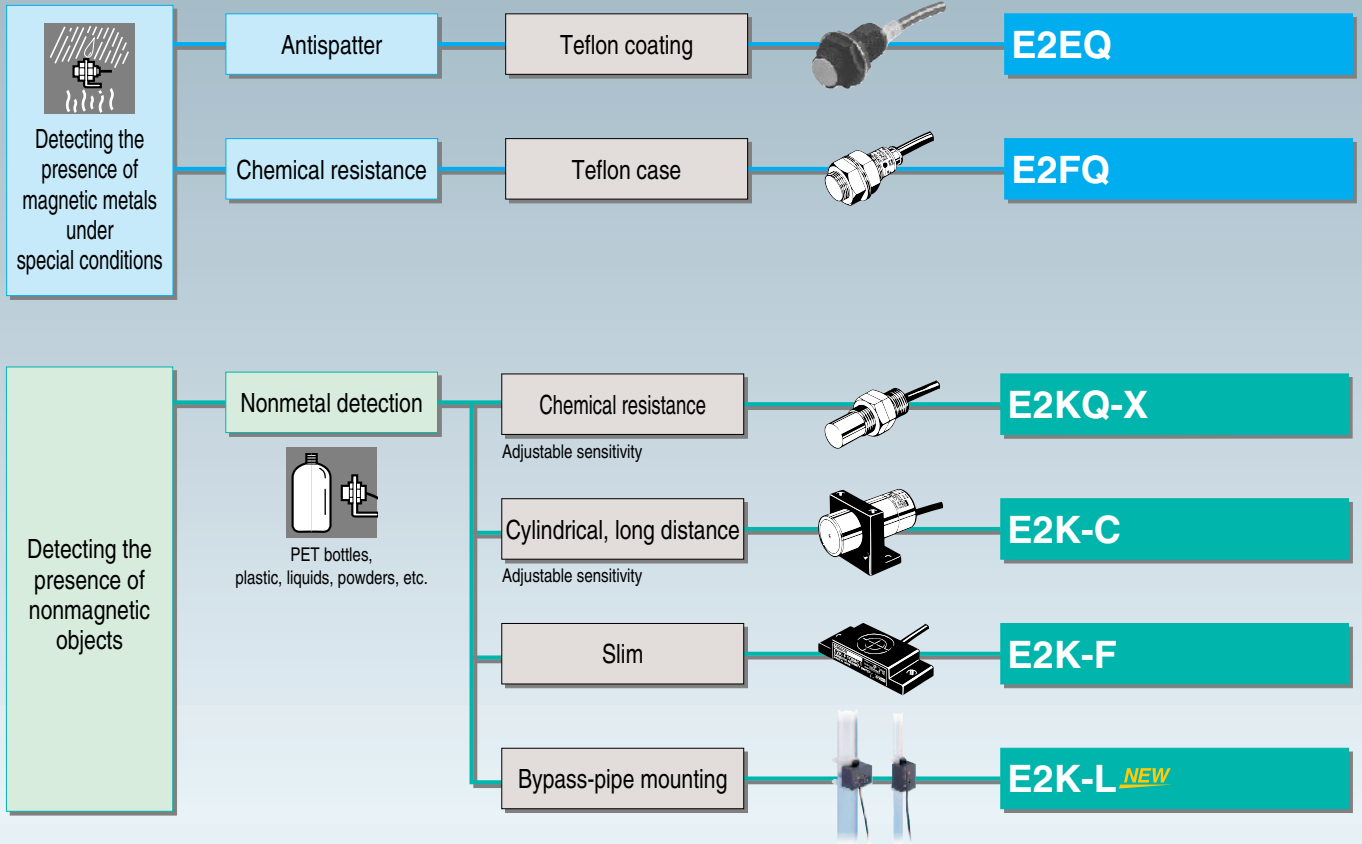 Detecting the
presence of
magnetic metals
under
special conditions
Antispatter
Teflon coating
E2EQ
Chemical resistance
Teflon case
E2FQ
Detecting the
presence of
nonmagnetic
objects
Nonmetal detection
PET bottles,
plastic, liquids, powders, etc.
Chemical resistance
Adjustable sensitivity
E2KQ-X
Cylindrical, long distance
Adjustable sensitivity
E2K-C
Slim
E2K-F
Bypass-pipe mounting
E2K-L NEW